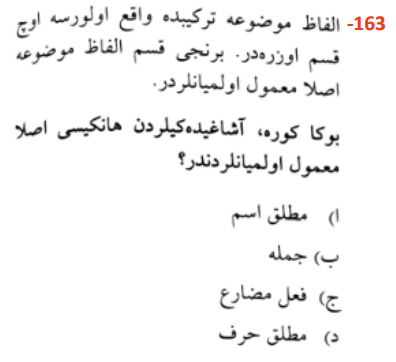 163- الفاظ موضوعه تركيبده واقع اولورسه اوچ
قسم اوزره‌در. برنجی قسم الفاظ موضوعه
اصلا معمول اولمیانلردر.
بوکا کوره، آشاغیده‌کیلردن هانکیسی اصلا
معمول اولمیانلردندر؟
ا) مطلق اسم
ب) جمله
ج) فعل مضارع
د) مطلق حرف